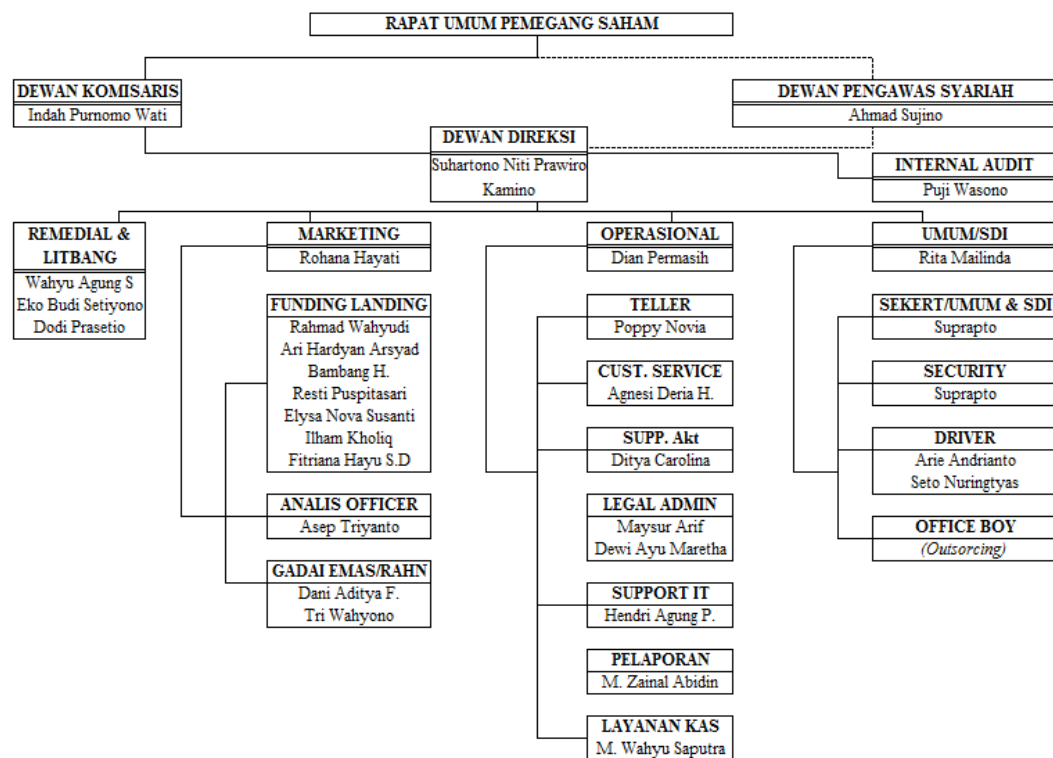 RAPAT UMUM PEMEGANG SAHAM
DEWAN KOMISARIS
Indah Purnomo Wati
DEWAN PENGAWAS SYARIAH
Ahmad Sujino
DEWAN DIREKSI
Suhartono Niti Prawiro
Kamino
INTERNAL AUDIT
Puji Wasono
REMEDIAL &
LITBANG
Wahyu Agung S
Eko Budi Setiyono
Dodi Prasetio
MARKETING
Rohana Hayati
FUNDING LANDING
Rahmad Wahyudi
Ari Hardyan Arsyad
Bambang H.
Resti Puspitasari
Elysa Nova Susanti
Ilham Kholiq
Fitriana Hayu S.D
ANALIS OFFICER
Asep Triyanto
GADAI EMAS/RAHN
Dani Aditya F.
Tri Wahyono
OPERASIONAL
Dian Permasih
TELLER
Poppy Novia
CUST. SERVICE
Agnesi Deria H.
SUPP. Akt
Ditya Carolina
LEGAL ADMIN
Maysur Arif
Dewi Ayu Maretha
SUPPORT IT
Hendri Agung P.
PELAPORAN
M. Zainal Abidin
LAYANAN KAS
M. Wahyu Saputra
UMUM/SDI
Rita Mailinda
SEKERT/UMUM & SDI
Suprapto
SECURITY
Suprapto
DRIVER
Arie Andrianto
Seto Nuringtyas
OFFICE BOY
(Outsorcing)